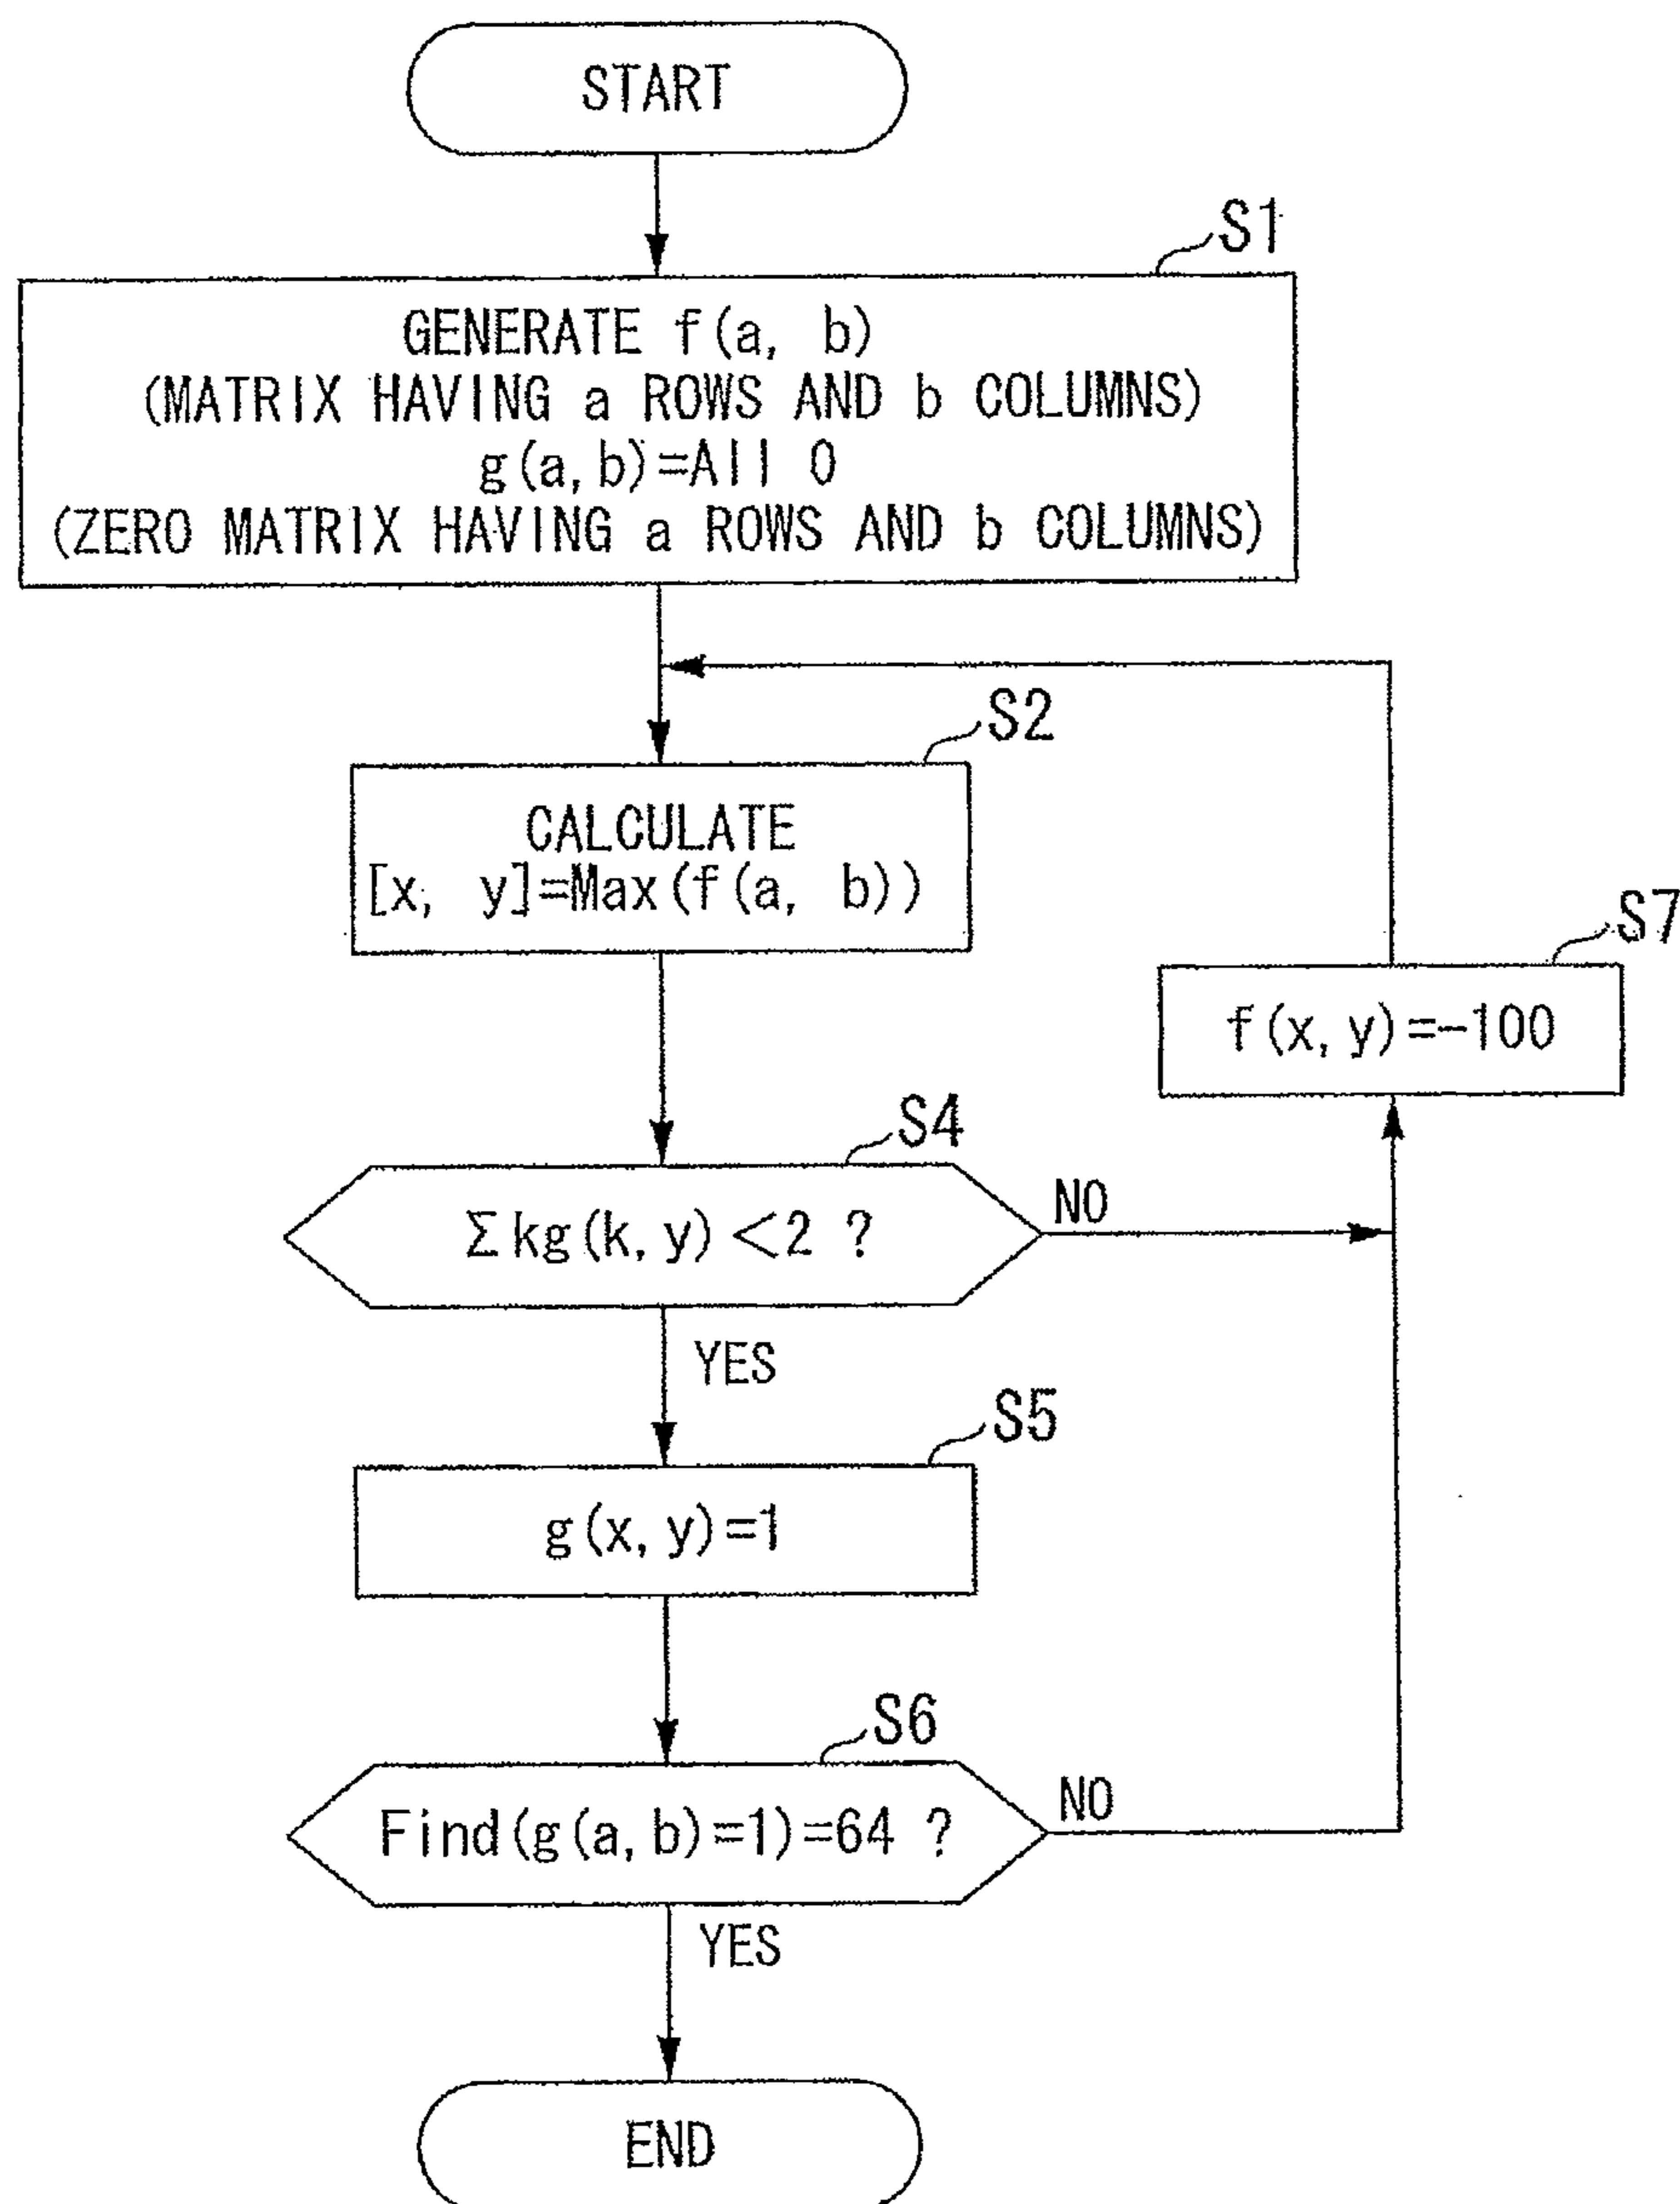 START
S1
GENERATE f(a, b)
(MATRIX HAVING a ROWS AND b COLUMNS)
g(a,b)=All 0
(ZERO MATRIX HAVING a ROWS AND b COLUMNS)
S2
CALCULATE
[x, y]=Max(f(a, b))
S7
f(x,y)=-100
S4
Σkg(k,y)<2 ?
NO
YES
S5
g(x,y)=1
S6
Find(g(a,b)=1)=64 ?
NO
YES
END